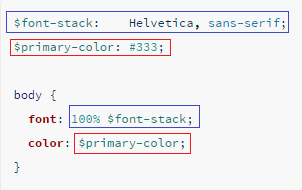 $font-stack:    Helvetica, sans-serif;
$primary-color: #333;
body {
  font: 100% $font-stack;
  color: $primary-color;
}